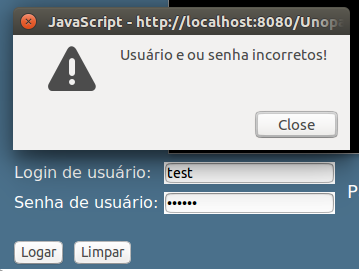 JavaScript - http://localhost:8080/Unop
Usuário e ou senha incorretos!
Close
Login de usuário: test
Senha de usuário: ••••••
P
Logar Limpar